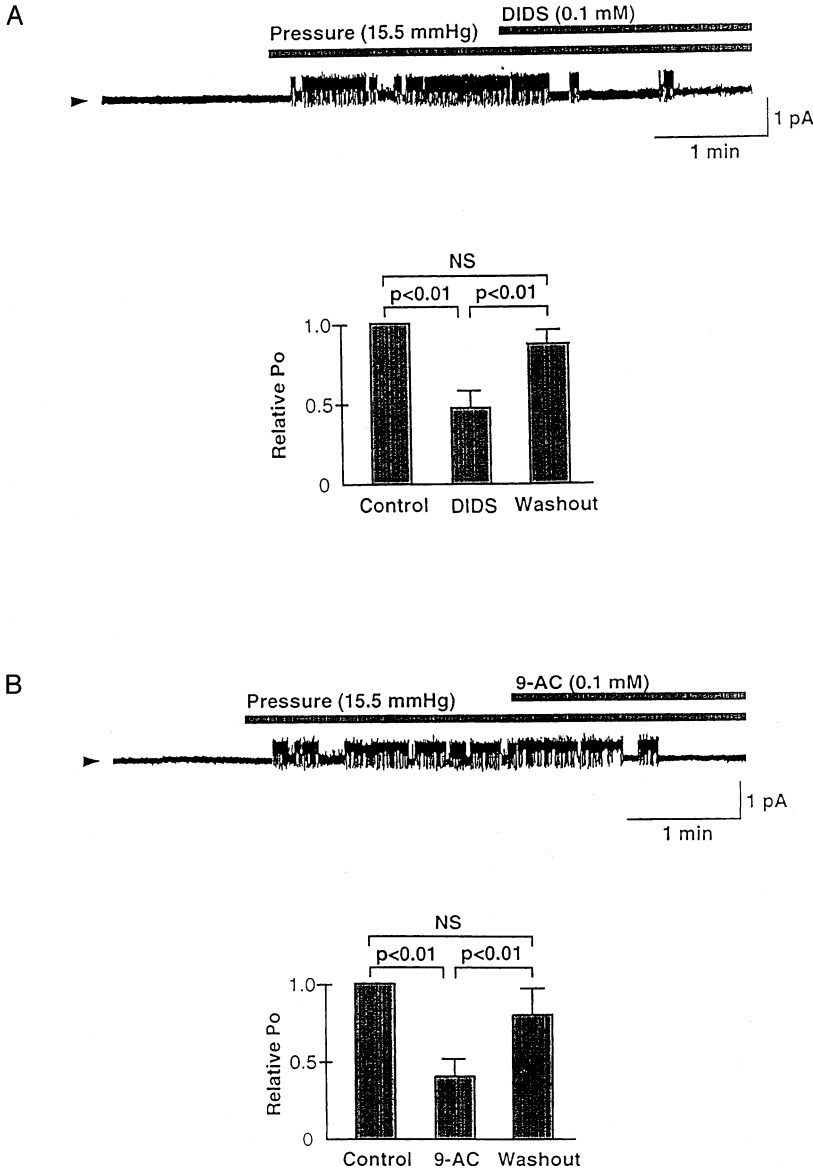 A
DIDS (0.1 mM)
Pressure (15.5 mmHg)
1 pA
1 min
NS
p<0.01
p<0.01
1.0
0.5
0
Relative Po
Control
DIDS
Washout
B
9-AC (0.1 mM)
Pressure (15.5 mmHg)
1 pA
1 min
NS
p<0.01
p<0.01
1.0
0.5
0
Relative Po
Control
9-AC
Washout